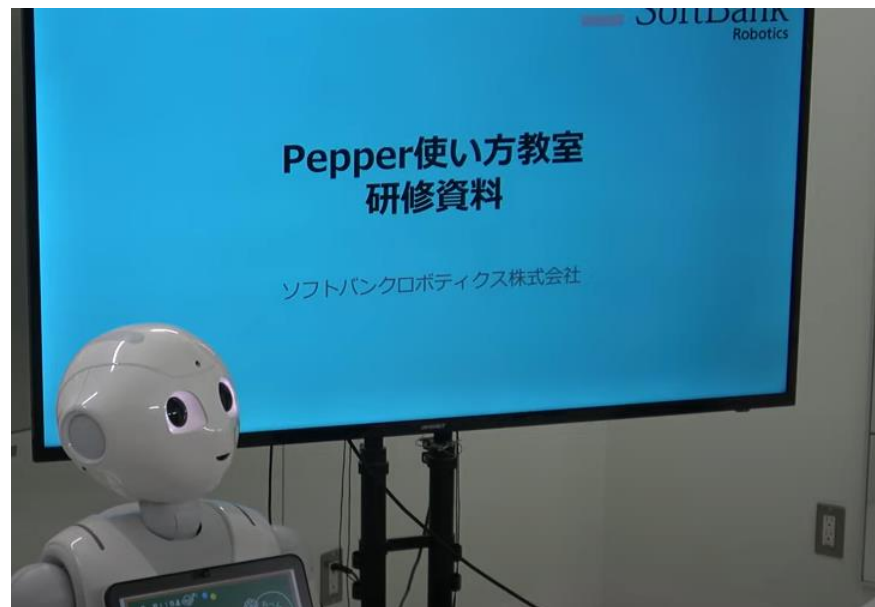 SoftBank
Robotics
Pepper使い方教室
研修資料
ソフトバンクロボティクス株式会社